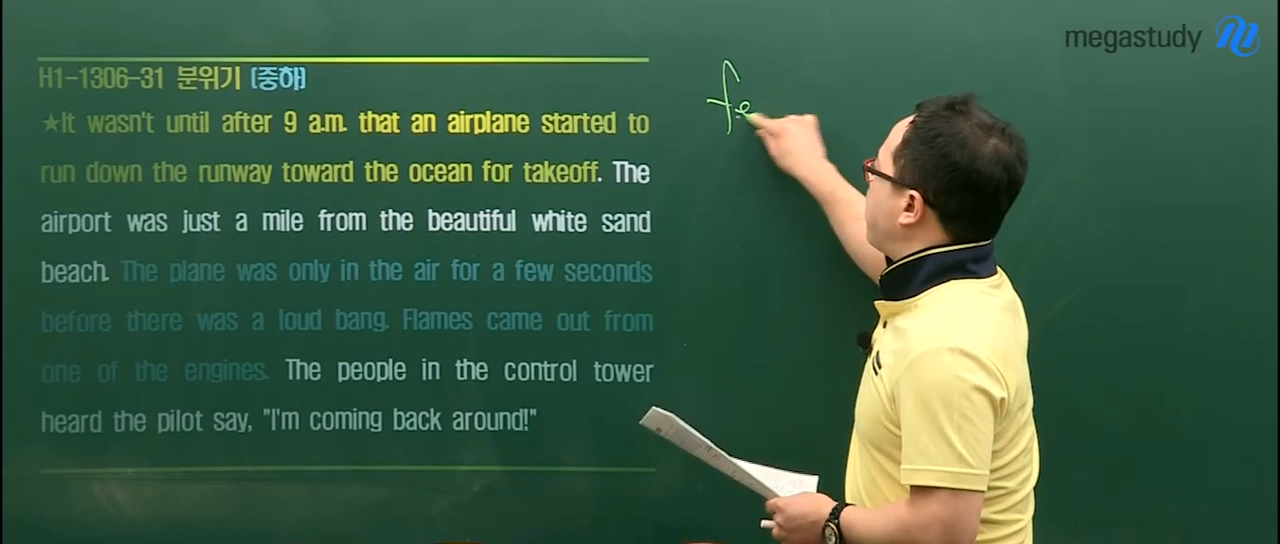 megastudy
H1-1306-31 분위기 [중하]
★It wasn't until after 9 a.m. that an airplane started to
run down the runway toward the ocean for takeoff. The
airport was just a mile from the beautiful white sand
beach. The plane was only in the air for a few seconds
before there was a loud bang. Flames came out from
one of the engines. The people in the control tower
heard the pilot say, "I'm coming back around!"
fe